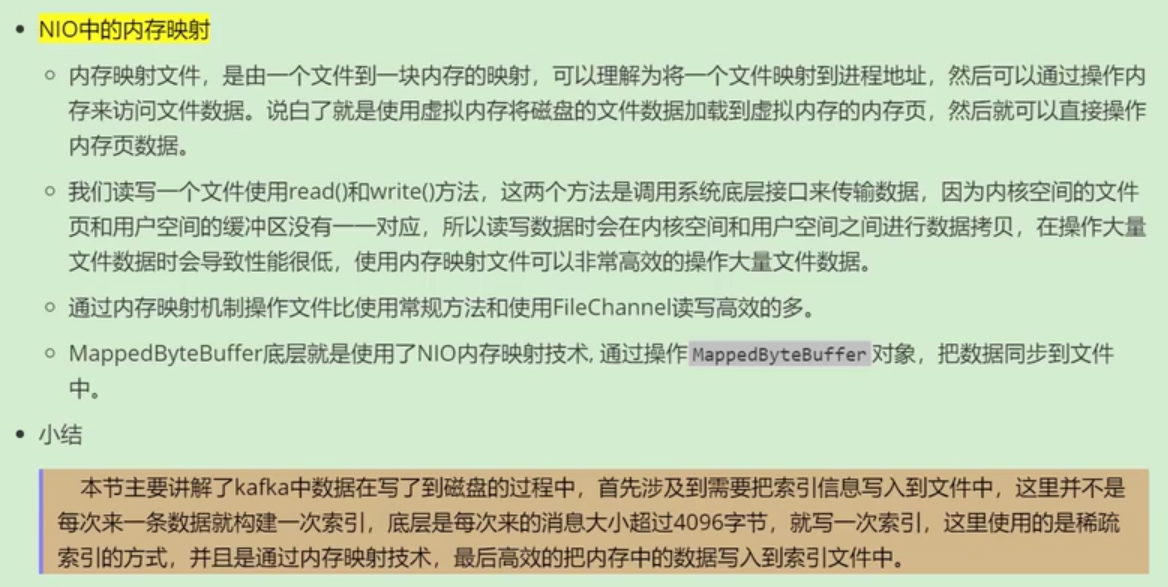 NIO中的内存映射
内存映射文件，是由一个文件到一块内存的映射，可以理解为将一个文件映射到进程地址，然后可以通过操作内
存来访问文件数据。说白了就是使用虚拟内存将磁盘的文件数据加载到虚拟内存的内存页，然后就可以直接操作
内存页数据。
我们读写一个文件使用read()和write()方法，这两个方法是调用系统底层接口来传输数据，因为内核空间的文件
页和用户空间的缓冲区没有一一对应，所以读写数据时会在内核空间和用户空间之间进行数据拷贝，在操作大量
文件数据时会导致性能很低，使用内存映射文件可以非常高效的操作大量文件数据。
通过内存映射机制操作文件比使用常规方法和使用FileChannel读写高效的多。
MappedByteBuffer底层就是使用了NIO内存映射技术, 通过操作MappedByteBuffer对象，把数据同步到文件
中。
小结
本节主要讲解了kafka中数据在写了到磁盘的过程中，首先涉及到需要把索引信息写入到文件中，这里并不是
每次来一条数据就构建一次索引，底层是每次来的消息大小超过4096字节，就写一次索引，这里使用的是稀疏
索引的方式，并且是通过内存映射技术，最后高效的把内存中的数据写入到索引文件中。